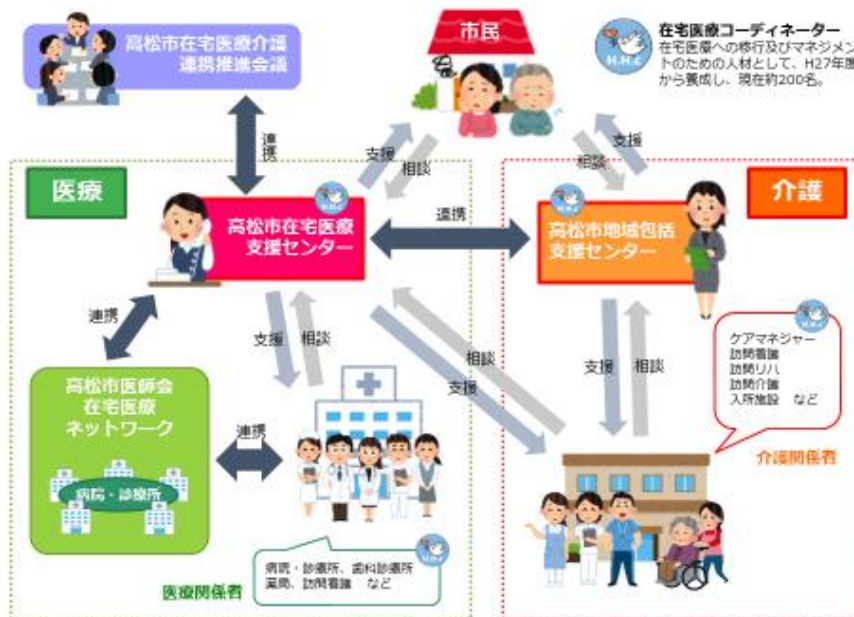 高松市在宅医療介護
連携推進会議
市民
H.H.C
在宅医療コーディネーター
在宅医療への移行及びマネジメン
トのための人材として、H27年度
から養成し、現在約200名。
連携
支援
相談
相談
支援
医療
介護
高松市在宅医療
支援センター
連携
高松市地域包括
支援センター
連携
支援
相談
相談
支援
支援
相談
ケアマネジャー
訪問看護
訪問リハ
訪問介護
入所施設 など
高松市医師会
在宅医療
ネットワーク
病院・診療所
連携
介護関係者
病院・診療所、歯科診療所
薬局、訪問看護 など
医療関係者